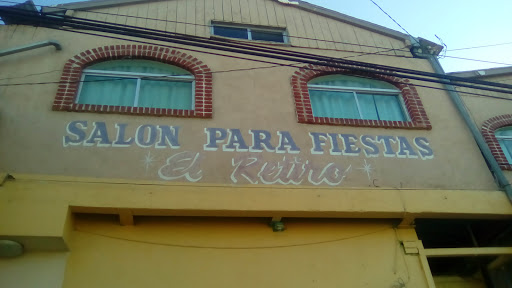 SALON PARA FIESTAS
El Retiro